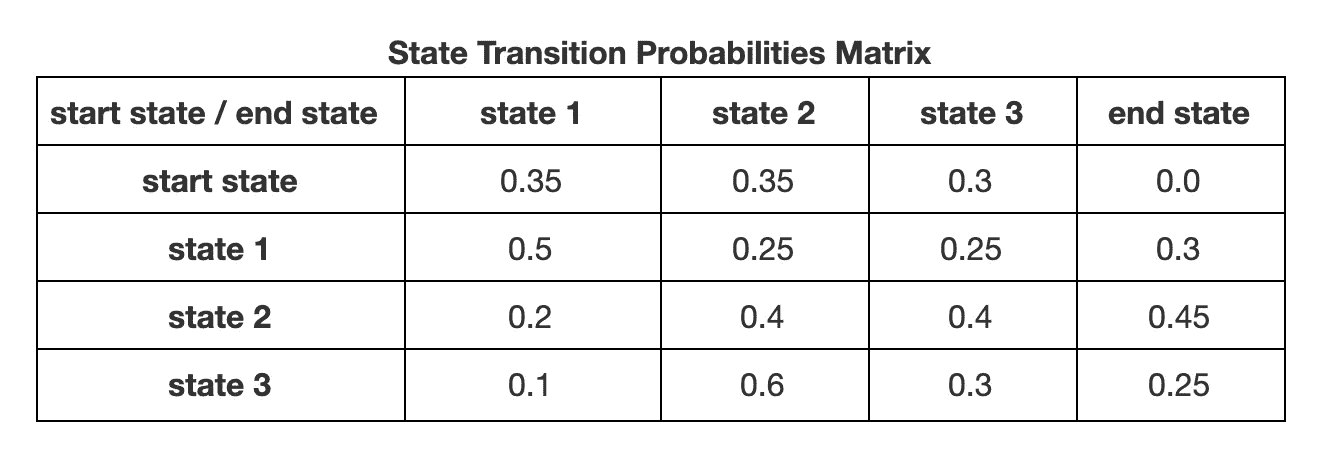 State Transition Probabilities Matrix
start state / end state state 1 state 2 state 3 end state
start state 0.35 0.35 0.3 0.0
state 1 0.5 0.25 0.25 0.3
state 2 0.2 0.4 0.4 0.45
state 3 0.1 0.6 0.3 0.25